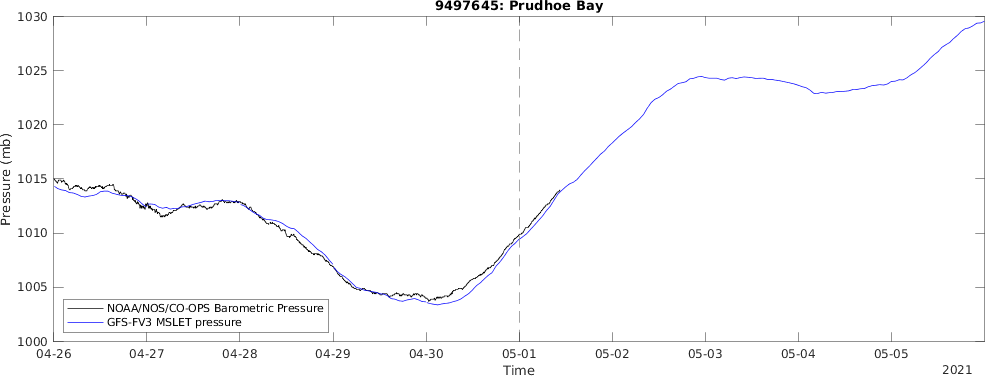 9497645: Prudhoe Bay
1030
1025
1020
1015
1010
1005
1000
Pressure (mb)
NOAA/NOS/CO-OPS Barometric Pressure
GFS-FV3 MSLET pressure
04-26 04-27 04-28 04-29 04-30 05-01 05-02 05-03 05-04 05-05
Time
2021